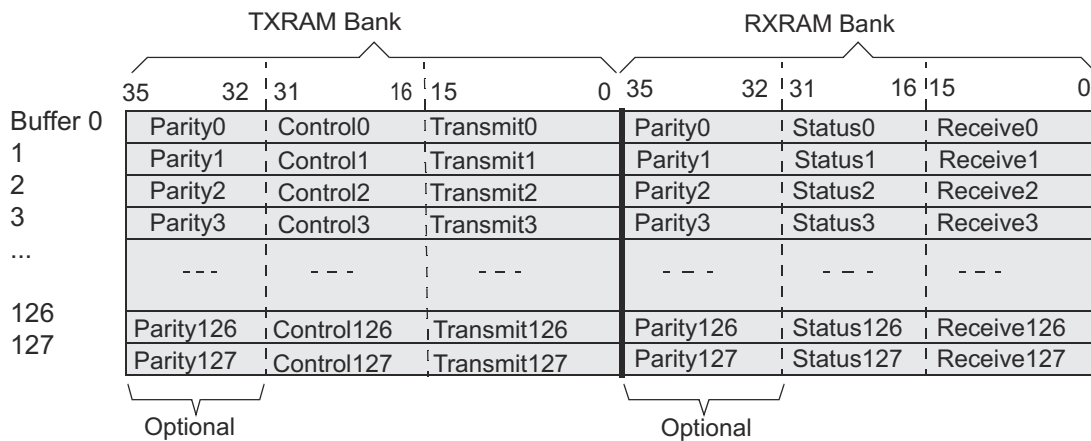 TXRAM Bank RXRAM Bank
35 32 31 16 15 0 35 32 31 16 15 0
Buffer 0 Parity0 Control0 Transmit0 Parity0 Status0 Receive0
1 Parity1 Control1 Transmit1 Parity1 Status1 Receive1
2 Parity2 Control2 Transmit2 Parity2 Status2 Receive2
3 Parity3 Control3 Transmit3 Parity3 Status3 Receive3
...
126 Parity126 Control126 Transmit126 Parity126 Status126 Receive126
127 Parity127 Control127 Transmit127 Parity127 Status127 Receive127
Optional Optional